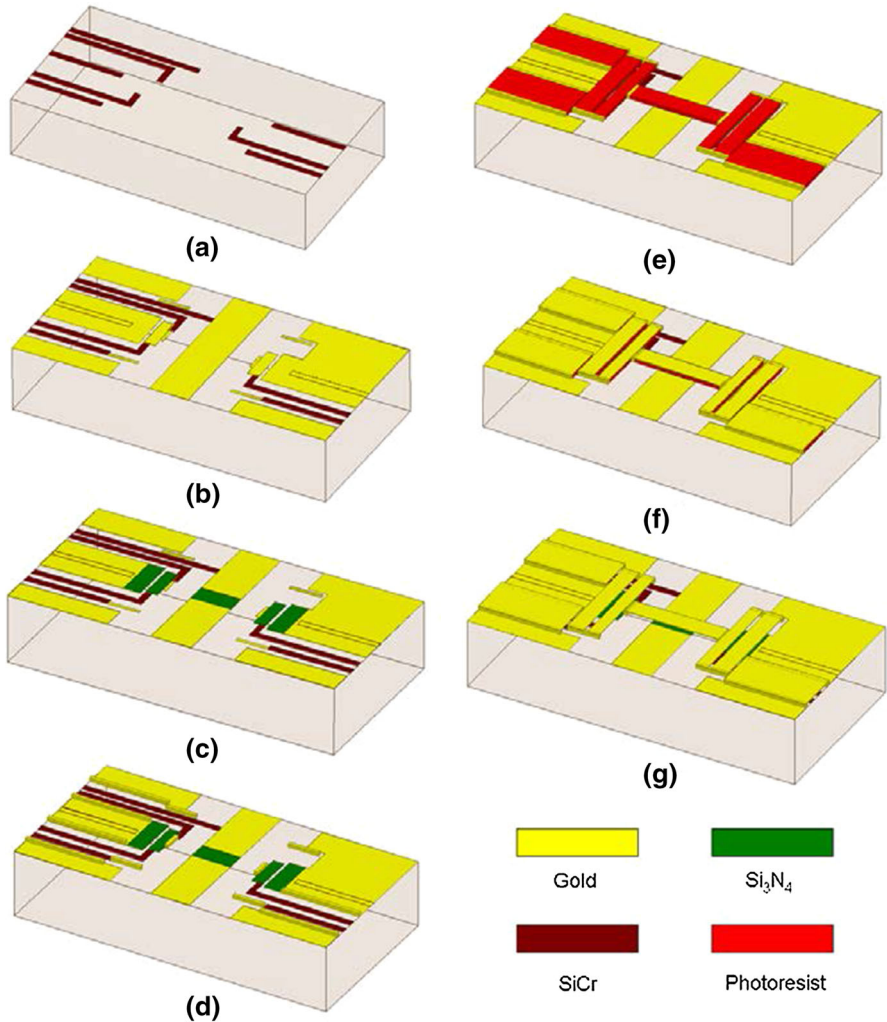 (a)
(b)
(c)
(d)
(e)
(f)
(g)
Gold
Si₃N₄
SiCr
Photoresist